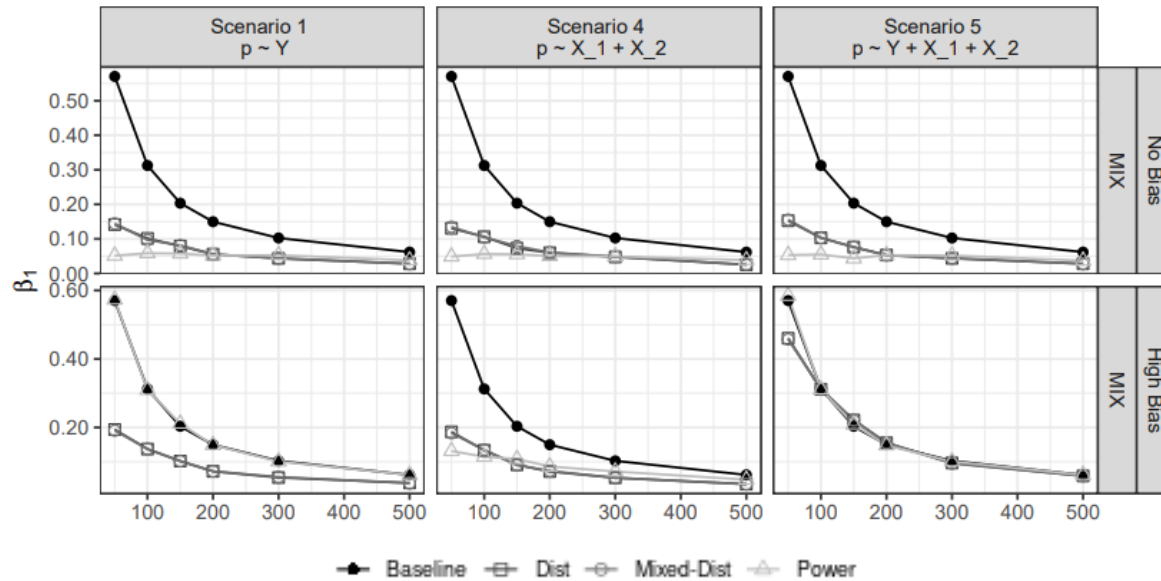 Scenario 1
p ~ Y
Scenario 4
p ~ X_1 + X_2
Scenario 5
p ~ Y + X_1 + X_2
0.50
0.40
0.30
0.20
0.10
0.00
MIX
No Bias
β1
0.60
0.40
0.20
MIX
High Bias
100 200 300 400 500
100 200 300 400 500
100 200 300 400 500
Baseline Dist Mixed-Dist Power